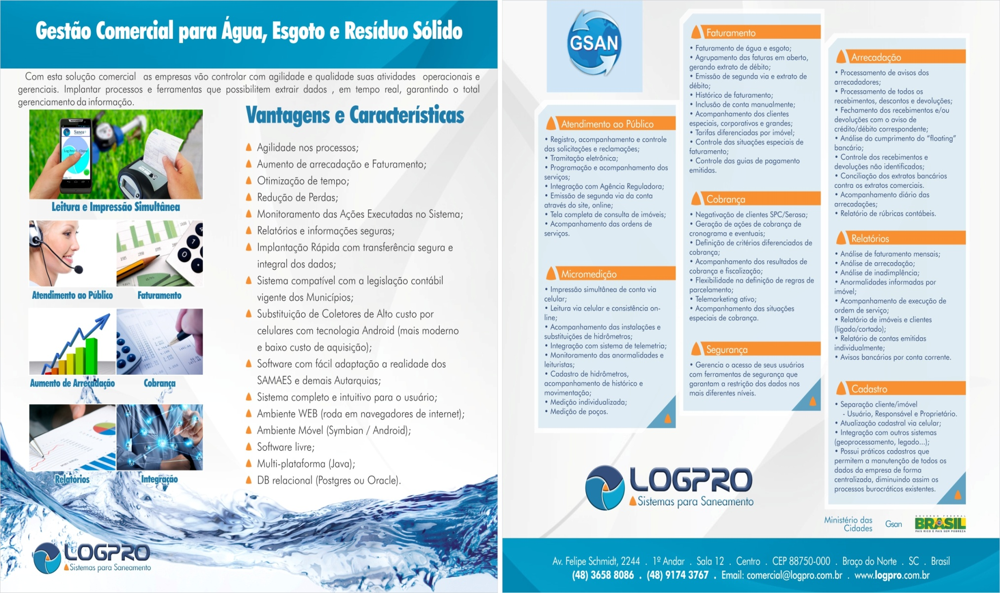 Gestão Comercial para Água, Esgoto e Resíduo Sólido
Com esta solução comercial as empresas vão controlar com agilidade e qualidade suas atividades operacionais e
gerenciais. Implantar processos e ferramentas que possibilitem extrair dados , em tempo real, garantindo o total
gerenciamento da informação.
Sanea
Leitura e Impressão Simultânea
Atendimento ao Público
Faturamento
Aumento de Arrecadação
Cobrança
Relatórios
Integração
Vantagens e Características
Agilidade nos processos;
Aumento de arrecadação e Faturamento;
Otimização de tempo;
Redução de Perdas;
Monitoramento das Ações Executadas no Sistema;
Relatórios e informações seguras;
Implantação Rápida com transferência segura e
integral dos dados;
Sistema compatível com a legislação contábil
vigente dos Municípios;
Substituição de Coletores de Alto custo por
celulares com tecnologia Android (mais moderno
e baixo custo de aquisição);
Software com fácil adaptação a realidade dos
SAMAES e demais Autarquias;
Sistema completo e intuitivo para o usuário;
Ambiente WEB (roda em navegadores de internet);
Ambiente Móvel (Symbian / Android);
Software livre;
Multi-plataforma (Java);
DB relacional (Postgres ou Oracle).
LOGPRO
Sistemas para Saneamento
GSAN
Atendimento ao Público
• Registro, acompanhamento e controle
das solicitações e reclamações;
• Tramitação eletrônica;
• Programação e acompanhamento dos
serviços;
• Integração com Agência Reguladora;
• Emissão de segunda via da conta
através do site, online;
• Tela completa de consulta de imóveis;
• Acompanhamento das ordens de
serviços.
Micromedição
• Impressão simultânea de conta via
celular;
• Leitura via celular e consistência on-
line;
• Acompanhamento das instalações e
substituições de hidrômetros;
• Integração com sistema de telemetria;
• Monitoramento das anormalidades e
leituristas;
• Cadastro de hidrômetros,
acompanhamento de histórico e
movimentação;
• Medição individualizada;
• Medição de poços.
Faturamento
• Faturamento de água e esgoto;
• Agrupamento das faturas em aberto,
gerando extrato de débito;
• Emissão de segunda via e extrato de
débito;
• Histórico de faturamento;
• Inclusão de conta manualmente;
• Acompanhamento dos clientes
especiais, corporativos e grandes;
• Tarifas diferenciadas por imóvel;
• Controle das situações especiais de
faturamento;
• Controle das guias de pagamento
emitidas.
Cobrança
• Negativação de clientes SPC/Serasa;
• Geração de ações de cobrança de
cronograma e eventuais;
• Definição de critérios diferenciados de
cobrança;
• Acompanhamento dos resultados de
cobrança e fiscalização;
• Flexibilidade na definição de regras de
parcelamento;
• Telemarketing ativo;
• Acompanhamento das situações
especiais de cobrança.
Segurança
• Gerencia o acesso de seus usuários
com ferramentas de segurança que
garantam a restrição dos dados nos
mais diferentes níveis.
Arrecadação
• Processamento de avisos dos
arrecadadores;
• Processamento de todos os
recebimentos, descontos e devoluções;
• Fechamento dos recebimentos e/ou
devoluções com o aviso de
crédito/débito correspondente;
• Análise do cumprimento do “floating”
bancário;
• Controle dos recebimentos e
devoluções não identificados;
• Conciliação dos extratos bancários
contra os extratos comerciais.
• Acompanhamento diário das
arrecadações;
• Relatório de rúbricas contábeis.
Relatórios
• Análise de faturamento mensais;
• Análise de arrecadação;
• Análise de inadimplência;
• Anormalidades informadas por
imóvel;
• Acompanhamento de execução de
ordem de serviço;
• Relatório de imóveis e clientes
(ligado/cortado);
• Relatório de contas emitidas
individualmente;
• Avisos bancários por conta corrente.
Cadastro
• Separação cliente/imóvel
- Usuário, Responsável e Proprietário.
• Atualização cadastral via celular;
• Integração com outros sistemas
(geoprocessamento, legado...);
• Possui práticos cadastros que
permitem a manutenção de todos os
dados da empresa de forma
centralizada, diminuindo assim os
processos burocráticos existentes.
LOGPRO
Sistemas para Saneamento
Ministério das
Cidades
Gsan
GOVERNO FEDERAL
BRASIL
PAÍS RICO É PAÍS SEM POBREZA
Av. Felipe Schmidt, 2244 . 1º Andar . Sala 12 . Centro . CEP 88750-000 . Braço do Norte . SC . Brasil
(48) 3658 8086 . (48) 9174 3767 . Email: comercial@logpro.com.br . www.logpro.com.br